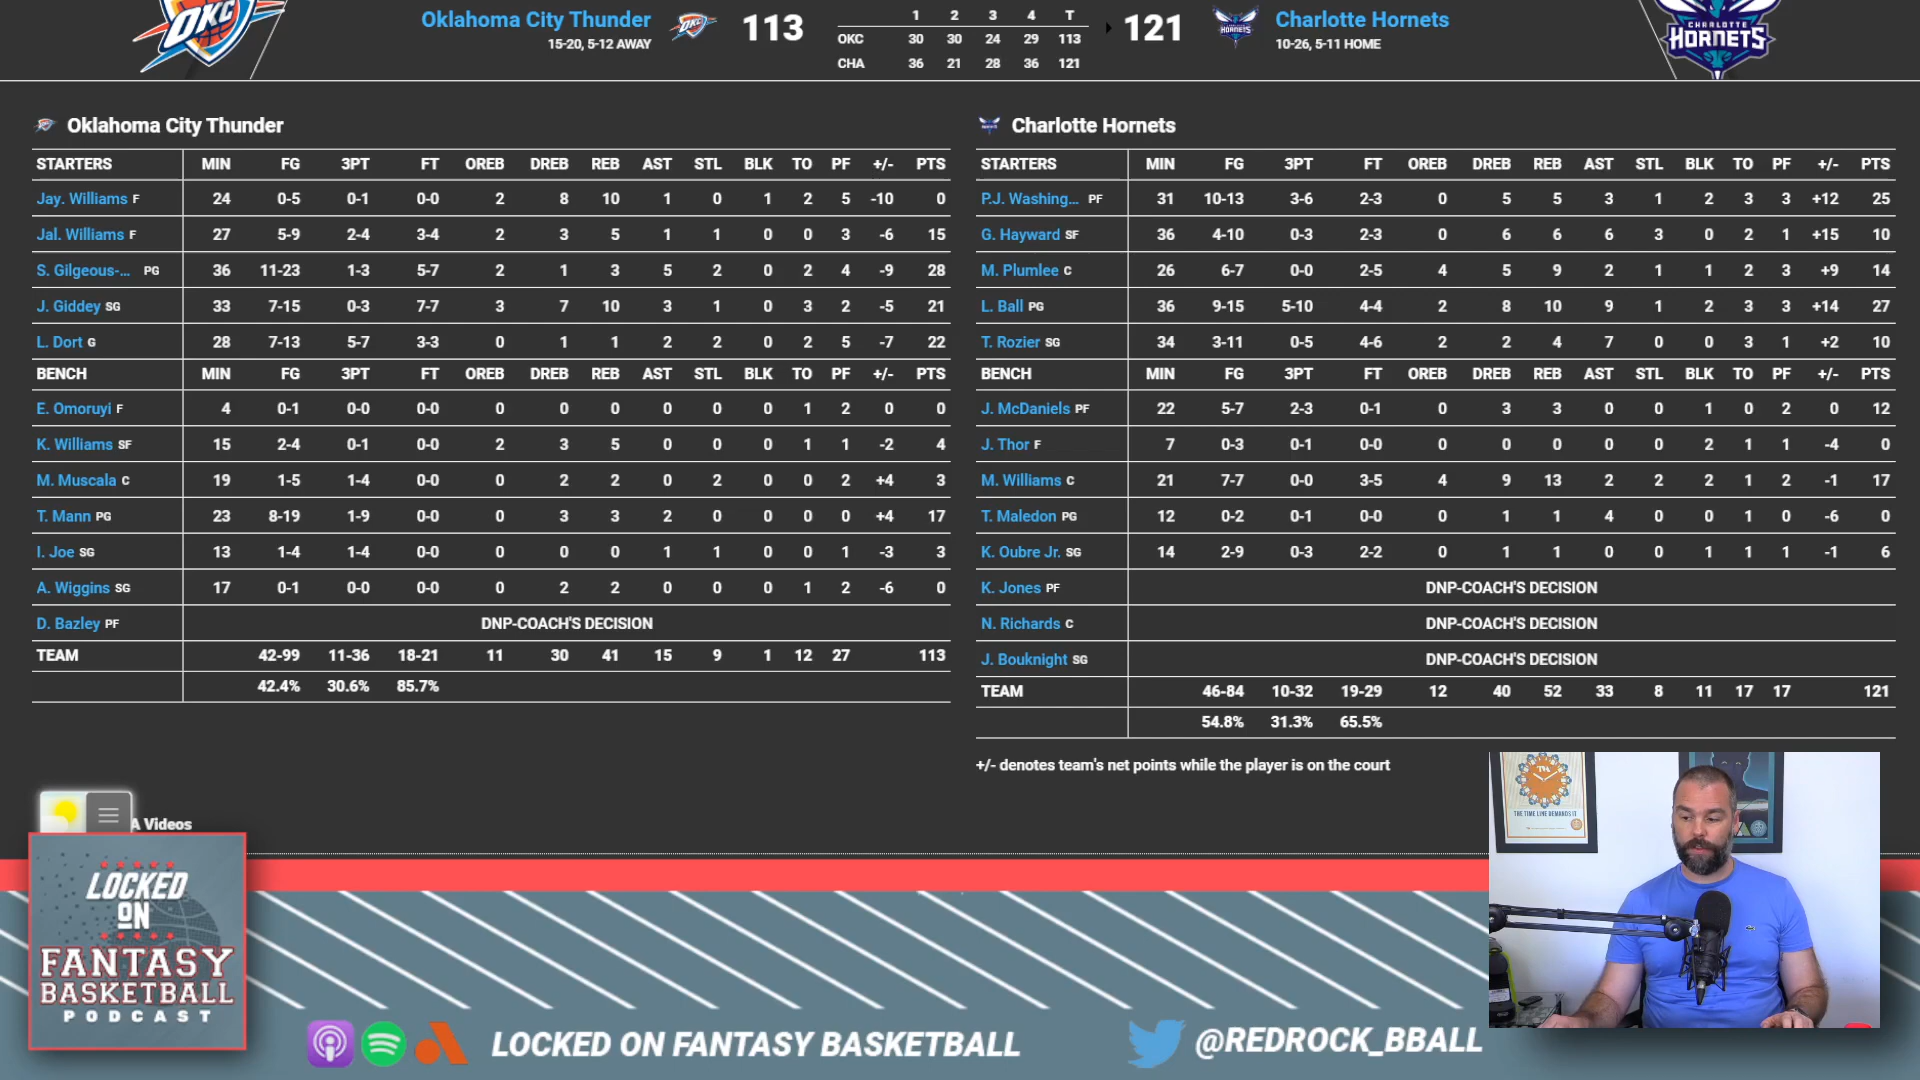 OKC
Oklahoma City Thunder
15-20, 5-12 AWAY
OKC
113
1 2 3 4 T
OKC 30 30 24 29 113
CHA 36 21 28 36 121
121
Charlotte Hornets
10-26, 5-11 HOME
CHARLOTTE
HORNETS
Oklahoma City Thunder
STARTERS MIN FG 3PT FT OREB DREB REB AST STL BLK TO PF +/- PTS
Jay. Williams F 24 0-5 0-1 0-0 2 8 10 1 0 1 2 5 -10 0
Jal. Williams F 27 5-9 2-4 3-4 2 3 5 1 1 0 0 3 -6 15
S. Gilgeous-... PG 36 11-23 1-3 5-7 2 1 3 5 2 0 2 4 -9 28
J. Giddey SG 33 7-15 0-3 7-7 3 7 10 3 1 0 3 2 -5 21
L. Dort G 28 7-13 5-7 3-3 0 1 1 2 2 0 2 5 -7 22
BENCH MIN FG 3PT FT OREB DREB REB AST STL BLK TO PF +/- PTS
E. Omoruyi F 4 0-1 0-0 0-0 0 0 0 0 0 0 1 2 0 0
K. Williams SF 15 2-4 0-1 0-0 2 3 5 0 0 0 1 1 -2 4
M. Muscala C 19 1-5 1-4 0-0 0 2 2 0 2 0 0 2 +4 3
T. Mann PG 23 8-19 1-9 0-0 0 3 3 2 0 0 0 0 +4 17
I. Joe SG 13 1-4 1-4 0-0 0 0 0 1 1 0 0 1 -3 3
A. Wiggins SG 17 0-1 0-0 0-0 0 2 2 0 0 0 1 2 -6 0
D. Bazley PF DNP-COACH'S DECISION
TEAM 42-99 11-36 18-21 11 30 41 15 9 1 12 27 113
42.4% 30.6% 85.7%
Charlotte Hornets
STARTERS MIN FG 3PT FT OREB DREB REB AST STL BLK TO PF +/- PTS
P.J. Washing... PF 31 10-13 3-6 2-3 0 5 5 3 1 2 3 3 +12 25
G. Hayward SF 36 4-10 0-3 2-3 0 6 6 6 3 0 2 1 +15 10
M. Plumlee C 26 6-7 0-0 2-5 4 5 9 2 1 1 2 3 +9 14
L. Ball PG 36 9-15 5-10 4-4 2 8 10 9 1 2 3 3 +14 27
T. Rozier SG 34 3-11 0-5 4-6 2 2 4 7 0 0 3 1 +2 10
BENCH MIN FG 3PT FT OREB DREB REB AST STL BLK TO PF +/- PTS
J. McDaniels PF 22 5-7 2-3 0-1 0 3 3 0 0 1 0 2 0 12
J. Thor F 7 0-3 0-1 0-0 0 0 0 0 0 2 1 1 -4 0
M. Williams C 21 7-7 0-0 3-5 4 9 13 2 2 2 1 2 -1 17
T. Maledon PG 12 0-2 0-1 0-0 0 1 1 4 0 0 1 0 -6 0
K. Oubre Jr. SG 14 2-9 0-3 2-2 0 1 1 0 0 1 1 1 -1 6
K. Jones PF DNP-COACH'S DECISION
N. Richards C DNP-COACH'S DECISION
J. Bouknight SG DNP-COACH'S DECISION
TEAM 46-84 10-32 19-29 12 40 52 33 8 11 17 17 121
54.8% 31.3% 65.5%
+/- denotes team's net points while the player is on the court
A Videos
THE TIME LINE DEMANDS IT
LOCKED
ON
FANTASY
BASKETBALL
PODCAST
LOCKED ON FANTASY BASKETBALL
@REDROCK_BBALL